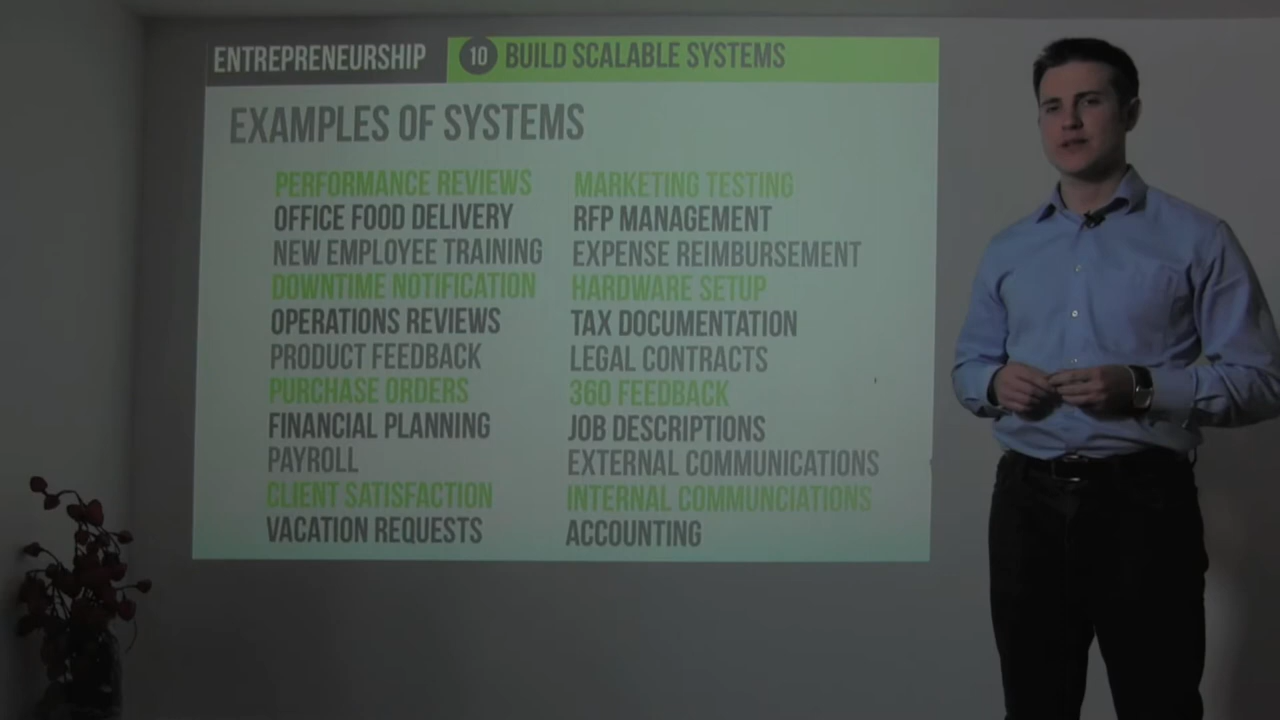 ENTREPRENEURSHIP
10 BUILD SCALABLE SYSTEMS
EXAMPLES OF SYSTEMS
PERFORMANCE REVIEWS
OFFICE FOOD DELIVERY
NEW EMPLOYEE TRAINING
DOWNTIME NOTIFICATION
OPERATIONS REVIEWS
PRODUCT FEEDBACK
PURCHASE ORDERS
FINANCIAL PLANNING
PAYROLL
CLIENT SATISFACTION
VACATION REQUESTS
MARKETING TESTING
RFP MANAGEMENT
EXPENSE REIMBURSEMENT
HARDWARE SETUP
TAX DOCUMENTATION
LEGAL CONTRACTS
360 FEEDBACK
JOB DESCRIPTIONS
EXTERNAL COMMUNICATIONS
INTERNAL COMMUNCIATIONS
ACCOUNTING